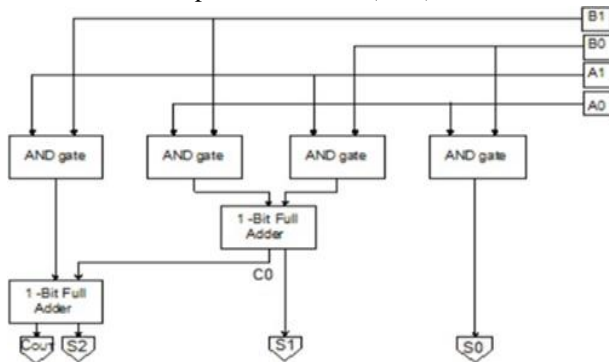 B1
B0
A1
A0
AND gate
AND gate
AND gate
AND gate
1 -Bit Full
Adder
C0
1 -Bit Full
Adder
Cout
S2
S1
S0